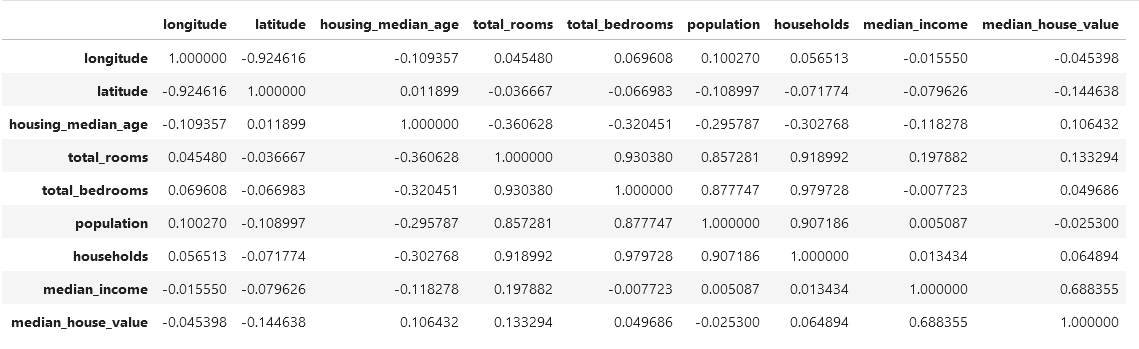 longitude latitude housing_median_age total_rooms total_bedrooms population households median_income median_house_value
longitude 1.000000 -0.924616 -0.109357 0.045480 0.069608 0.100270 0.056513 -0.015550 -0.045398
latitude -0.924616 1.000000 0.011899 -0.036667 -0.066983 -0.108997 -0.071774 -0.079626 -0.144638
housing_median_age -0.109357 0.011899 1.000000 -0.360628 -0.320451 -0.295787 -0.302768 -0.118278 0.106432
total_rooms 0.045480 -0.036667 -0.360628 1.000000 0.930380 0.857281 0.918992 0.197882 0.133294
total_bedrooms 0.069608 -0.066983 -0.320451 0.930380 1.000000 0.877747 0.979728 -0.007723 0.049686
population 0.100270 -0.108997 -0.295787 0.857281 0.877747 1.000000 0.907186 0.005087 -0.025300
households 0.056513 -0.071774 -0.302768 0.918992 0.979728 0.907186 1.000000 0.013434 0.064894
median_income -0.015550 -0.079626 -0.118278 0.197882 -0.007723 0.005087 0.013434 1.000000 0.688355
median_house_value -0.045398 -0.144638 0.106432 0.133294 0.049686 -0.025300 0.064894 0.688355 1.000000